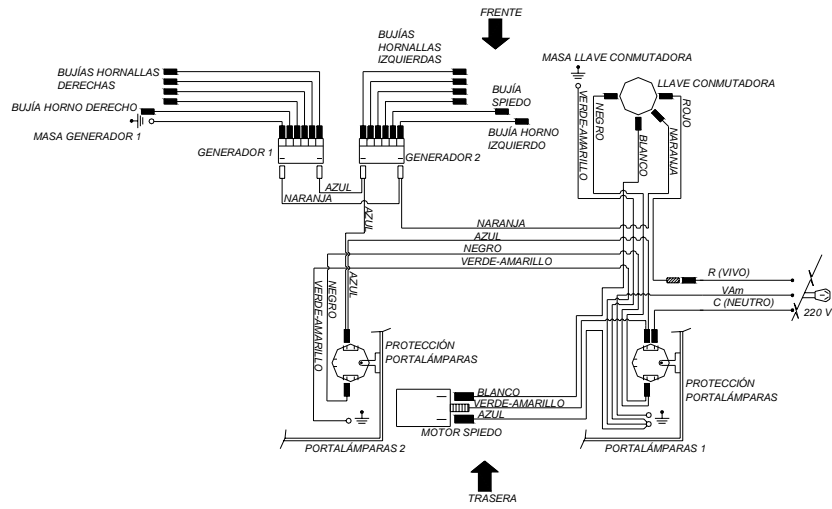 FRENTE
BUJÍAS
HORNALLAS
IZQUIERDAS
MASA LLAVE CONMUTADORA
BUJÍAS HORNALLAS
DERECHAS
LLAVE CONMUTADORA
BUJÍA
SPIEDO
BUJÍA HORNO DERECHO
MASA GENERADOR 1
BUJÍA HORNO
IZQUIERDO
VERDE-AMARILLO
NEGRO
BLANCO
NARANJA
ROJO
GENERADOR 1
GENERADOR 2
AZUL
NARANJA
AZUL
NARANJA
AZUL
NEGRO
VERDE-AMARILLO
R (VIVO)
VAm
C (NEUTRO)
220 V
VERDE-AMARILLO
NEGRO
AZUL
PROTECCIÓN
PORTALÁMPARAS
PROTECCIÓN
PORTALÁMPARAS
BLANCO
VERDE-AMARILLO
AZUL
MOTOR SPIEDO
PORTALÁMPARAS 2
PORTALÁMPARAS 1
TRASERA